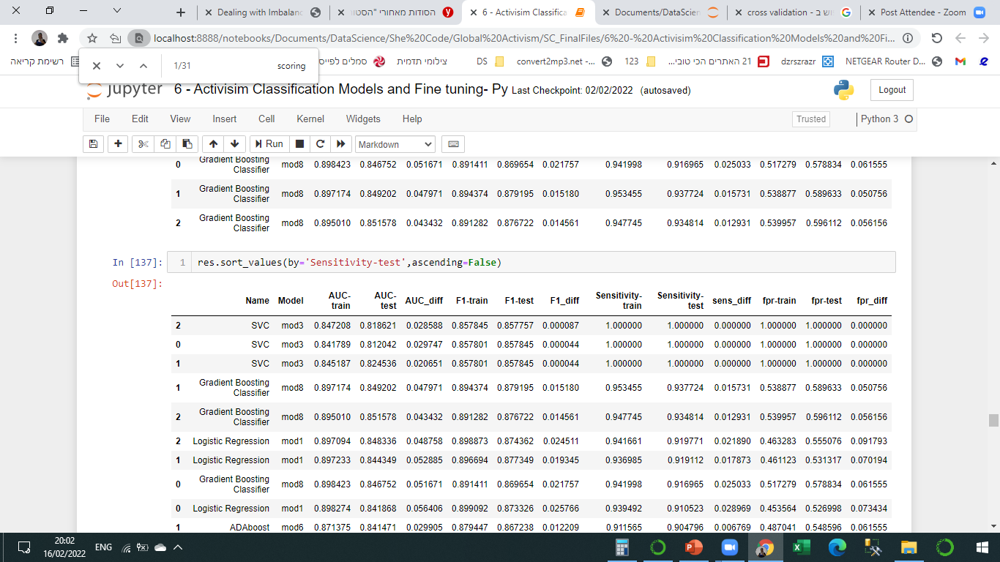 Dealing with Imbalanc
הסודות מאחורי "הסטור
6 - Activisim Classifica
Documents/DataScien
cross validation - חיפוש ב
Post Attendee - Zoom
localhost:8888/notebooks/Documents/DataScience/She%20Code/Global%20Activism/SC_FinalFiles/6%20-%20Activisim%20Classification%20Models%20and%20Fi...
רשימת קריאה
סמלים לפייס
צילומי תדמית
DS
convert2mp3.net -...
123
21 האתרים הכי טובי...
dzrszrazr
NETGEAR Router D...
1/31 scoring
jupyter 6 - Activisim Classification Models and Fine tuning- Py Last Checkpoint: 02/02/2022 (autosaved)
Logout
File Edit View Insert Cell Kernel Widgets Help
Trusted Python 3
Run Markdown
0 Gradient Boosting Classifier mod8 0.898423 0.846752 0.051671 0.891411 0.869654 0.021757 0.941998 0.916965 0.025033 0.517279 0.578834 0.061555
1 Gradient Boosting Classifier mod8 0.897174 0.849202 0.047971 0.894374 0.879195 0.015180 0.953455 0.937724 0.015731 0.538877 0.589633 0.050756
2 Gradient Boosting Classifier mod8 0.895010 0.851578 0.043432 0.891282 0.876722 0.014561 0.947745 0.934814 0.012931 0.539957 0.596112 0.056156
In [137]: 1 res.sort_values(by='Sensitivity-test',ascending=False)
Out[137]:
Name Model AUC-train AUC-test AUC_diff F1-train F1-test F1_diff Sensitivity-train Sensitivity-test sens_diff fpr-train fpr-test fpr_diff
2 SVC mod3 0.847208 0.818621 0.028588 0.857845 0.857757 0.000087 1.000000 1.000000 0.000000 1.000000 1.000000 0.000000
0 SVC mod3 0.841789 0.812042 0.029747 0.857801 0.857845 0.000044 1.000000 1.000000 0.000000 1.000000 1.000000 0.000000
1 SVC mod3 0.845187 0.824536 0.020651 0.857801 0.857845 0.000044 1.000000 1.000000 0.000000 1.000000 1.000000 0.000000
1 Gradient Boosting Classifier mod8 0.897174 0.849202 0.047971 0.894374 0.879195 0.015180 0.953455 0.937724 0.015731 0.538877 0.589633 0.050756
2 Gradient Boosting Classifier mod8 0.895010 0.851578 0.043432 0.891282 0.876722 0.014561 0.947745 0.934814 0.012931 0.539957 0.596112 0.056156
2 Logistic Regression mod1 0.897094 0.848336 0.048758 0.898873 0.874362 0.024511 0.941661 0.919771 0.021890 0.463283 0.555076 0.091793
1 Logistic Regression mod1 0.897233 0.844349 0.052885 0.896694 0.877349 0.019345 0.936985 0.919112 0.017873 0.461123 0.531317 0.070194
0 Gradient Boosting Classifier mod8 0.898423 0.846752 0.051671 0.891411 0.869654 0.021757 0.941998 0.916965 0.025033 0.517279 0.578834 0.061555
0 Logistic Regression mod1 0.898274 0.841868 0.056406 0.899092 0.873326 0.025766 0.939492 0.910523 0.028969 0.453564 0.526998 0.073434
1 ADAboost mod6 0.871375 0.841471 0.029905 0.879447 0.867238 0.012209 0.911565 0.904796 0.006769 0.487041 0.548596 0.061555
20:02
16/02/2022
ENG